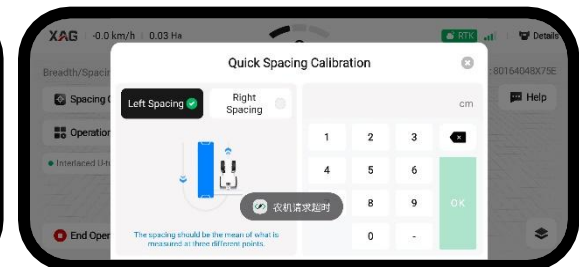 XAG -0.0 km/h 0.03 Ha RTK Details
Quick Spacing Calibration
Breadth/Spacin :80164048X75E
Left Spacing Right
Spacing cm
Spacing Help
Operation 1 2 3
Interlaced U-t 4 5 6
农机请求超时 8 9 OK
The spacing should be the mean of what is
measured at three different points. 0 -
End Oper